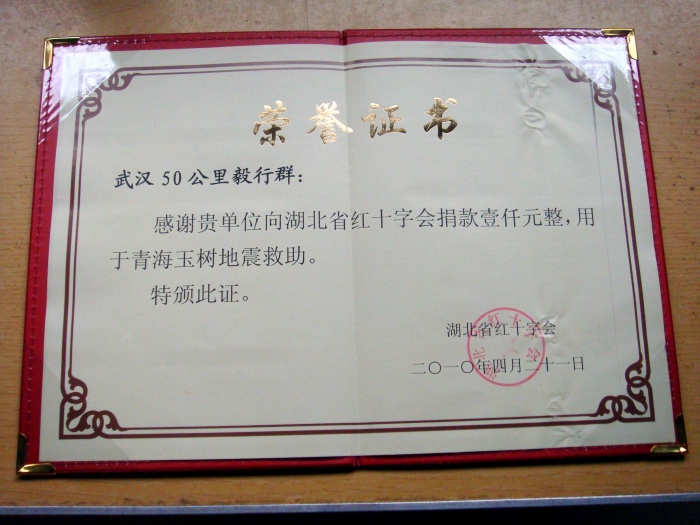 荣誉证书
武汉50公里毅行群：
感谢贵单位向湖北省红十字会捐款壹仟元整，用
于青海玉树地震救助。
特颁此证。
湖北省红十字会
二〇一〇年四月二十一日